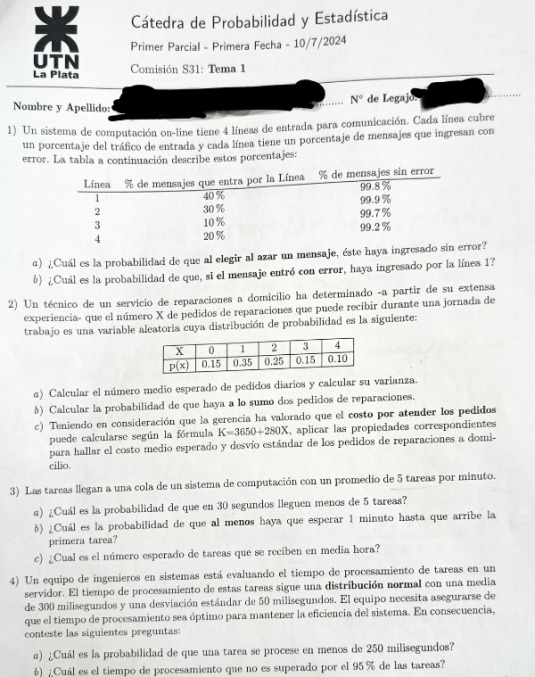 UTN
La Plata
Cátedra de Probabilidad y Estadística
Primer Parcial - Primera Fecha - 10/7/2024
Comisión S31: Tema 1
Nombre y Apellido: ........ N° de Legajo: ............
1) Un sistema de computación on-line tiene 4 líneas de entrada para comunicación. Cada línea cubre
un porcentaje del tráfico de entrada y cada línea tiene un porcentaje de mensajes que ingresan con
error. La tabla a continuación describe estos porcentajes:
Línea % de mensajes que entra por la Línea % de mensajes sin error
1 40 % 99.8 %
2 30 % 99.9 %
3 10 % 99.7 %
4 20 % 99.2 %
a) ¿Cuál es la probabilidad de que al elegir al azar un mensaje, éste haya ingresado sin error?
b) ¿Cuál es la probabilidad de que, si el mensaje entró con error, haya ingresado por la línea 1?
2) Un técnico de un servicio de reparaciones a domicilio ha determinado -a partir de su extensa
experiencia- que el número X de pedidos de reparaciones que puede recibir durante una jornada de
trabajo es una variable aleatoria cuya distribución de probabilidad es la siguiente:
X 0 1 2 3 4
p(x) 0.15 0.35 0.25 0.15 0.10
a) Calcular el número medio esperado de pedidos diarios y calcular su varianza.
b) Calcular la probabilidad de que haya a lo sumo dos pedidos de reparaciones.
c) Teniendo en consideración que la gerencia ha valorado que el costo por atender los pedidos
puede calcularse según la fórmula K=3650+280X, aplicar las propiedades correspondientes
para hallar el costo medio esperado y desvío estándar de los pedidos de reparaciones a domi-
cilio.
3) Las tareas llegan a una cola de un sistema de computación con un promedio de 5 tareas por minuto.
a) ¿Cuál es la probabilidad de que en 30 segundos lleguen menos de 5 tareas?
b) ¿Cuál es la probabilidad de que al menos haya que esperar 1 minuto hasta que arribe la
primera tarea?
c) ¿Cual es el número esperado de tareas que se reciben en media hora?
4) Un equipo de ingenieros en sistemas está evaluando el tiempo de procesamiento de tareas en un
servidor. El tiempo de procesamiento de estas tareas sigue una distribución normal con una media
de 300 milisegundos y una desviación estándar de 50 milisegundos. El equipo necesita asegurarse de
que el tiempo de procesamiento sea óptimo para mantener la eficiencia del sistema. En consecuencia,
conteste las siguientes preguntas:
a) ¿Cuál es la probabilidad de que una tarea se procese en menos de 250 milisegundos?
b) ¿Cuál es el tiempo de procesamiento que no es superado por el 95 % de las tareas?